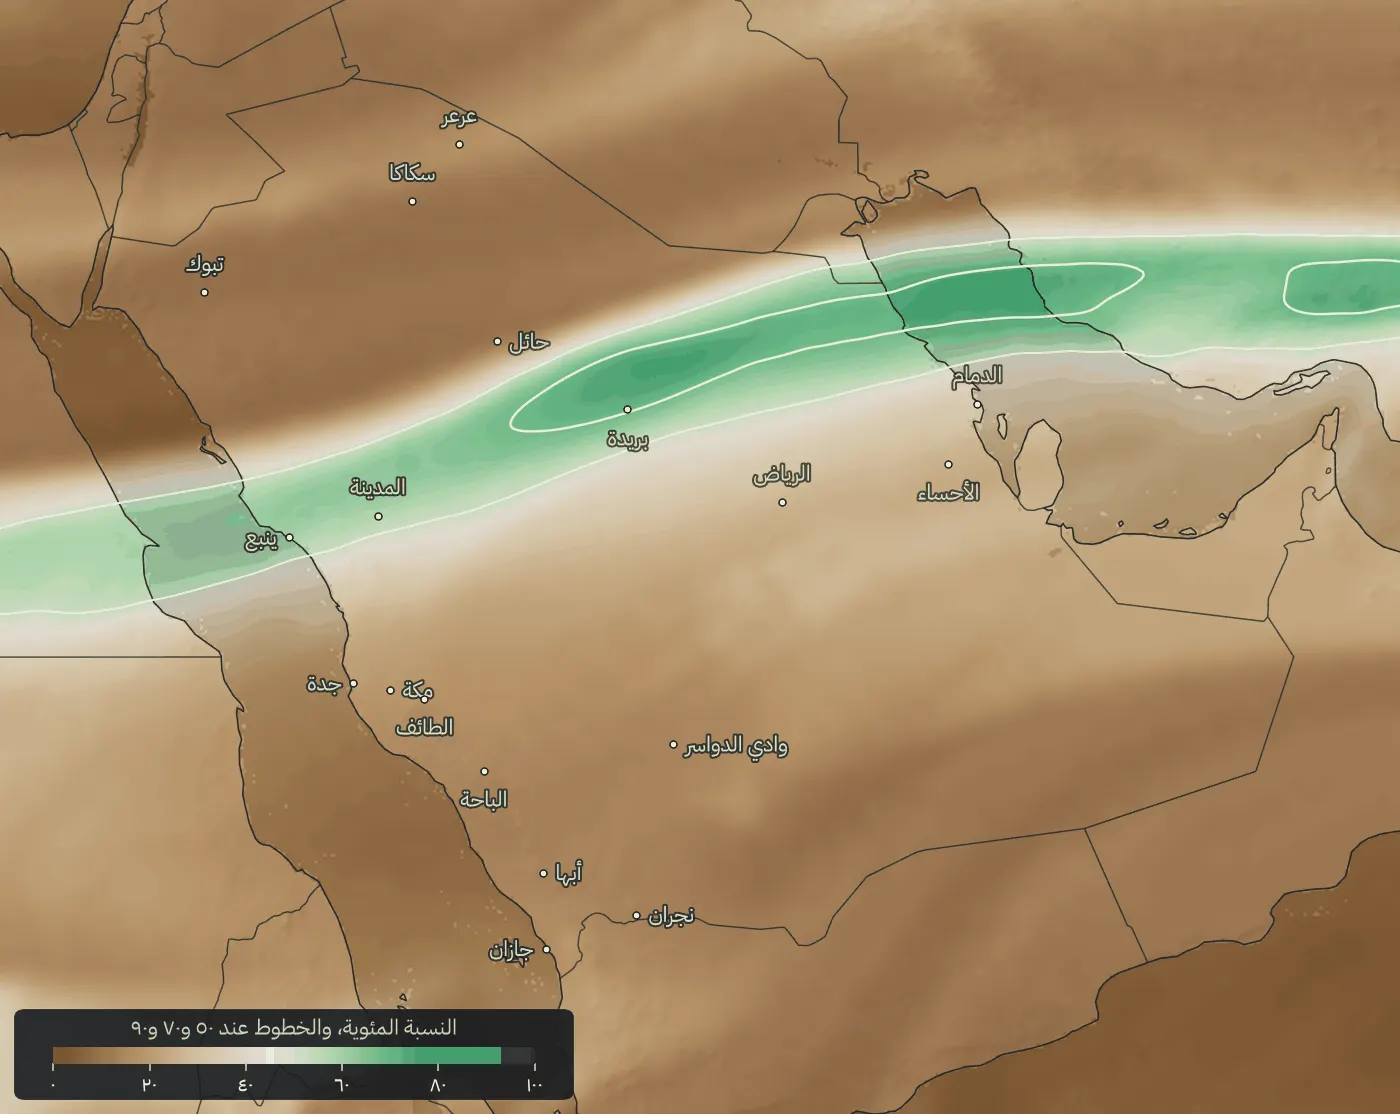 عرعر
سكاكا
تبوك
حائل
الدمام
بريدة
الرياض
المدينة
الأحساء
ينبع
جدة
مكة
الطائف
وادي الدواسر
الباحة
أبها
نجران
جازان
النسبة المئوية، والخطوط عند ٥٠ و٧٠ و٩٠
٠ ٢٠ ٤٠ ٦٠ ٨٠ ١٠٠